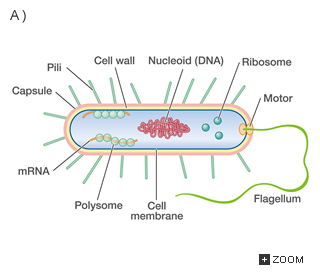 A)
Pili
Cell wall
Nucleoid (DNA)
Ribosome
Capsule
Motor
mRNA
Polysome
Cell
membrane
Flagellum
+ ZOOM